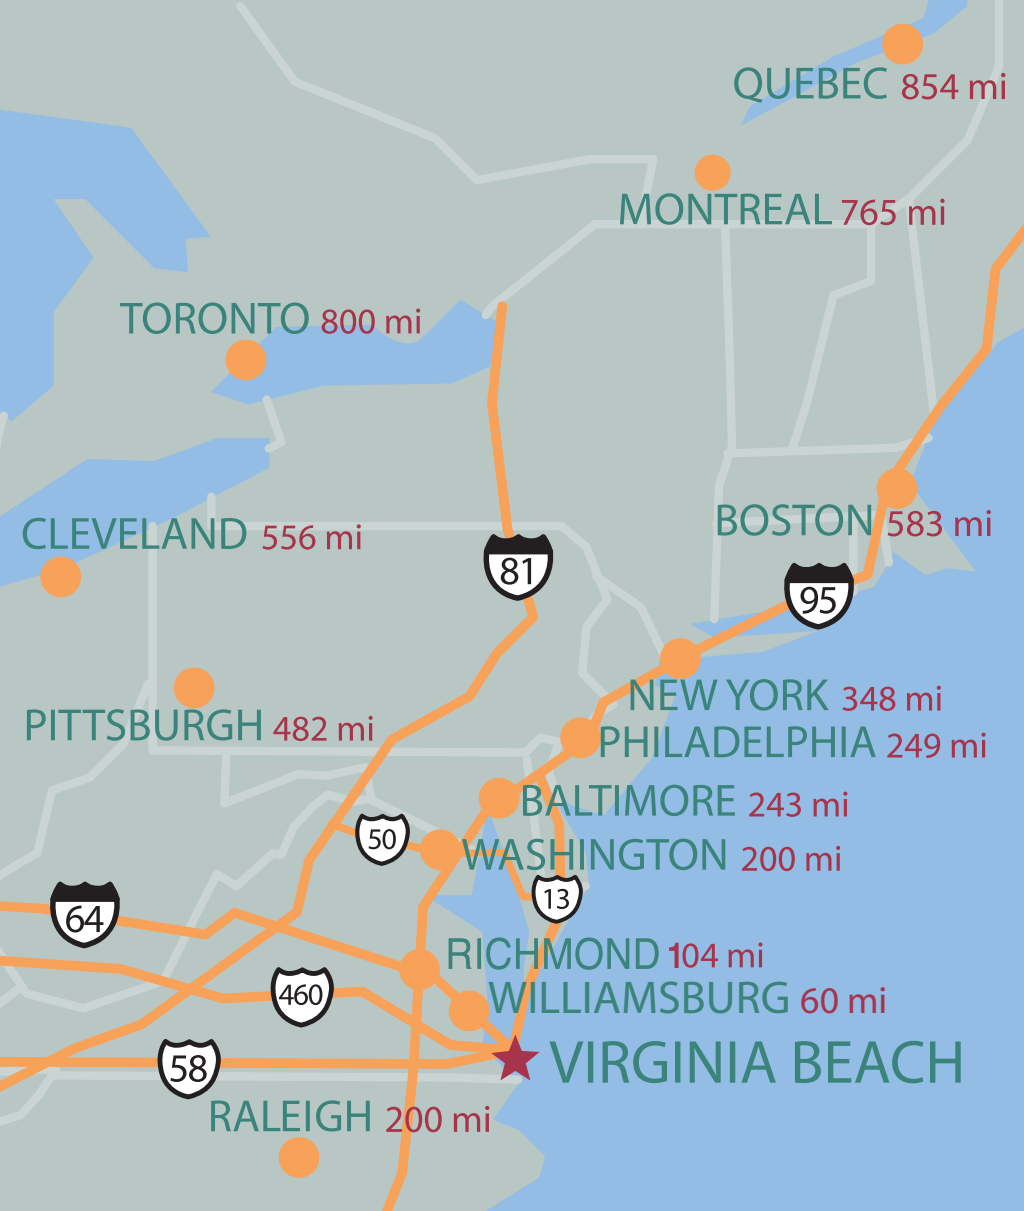 QUEBEC 854 mi
MONTREAL 765 mi
TORONTO 800 mi
BOSTON 583 mi
CLEVELAND 556 mi
81
95
NEW YORK 348 mi
PITTSBURGH 482 mi
PHILADELPHIA 249 mi
BALTIMORE 243 mi
50
WASHINGTON 200 mi
13
64
RICHMOND 104 mi
460
WILLIAMSBURG 60 mi
VIRGINIA BEACH
58
RALEIGH 200 mi